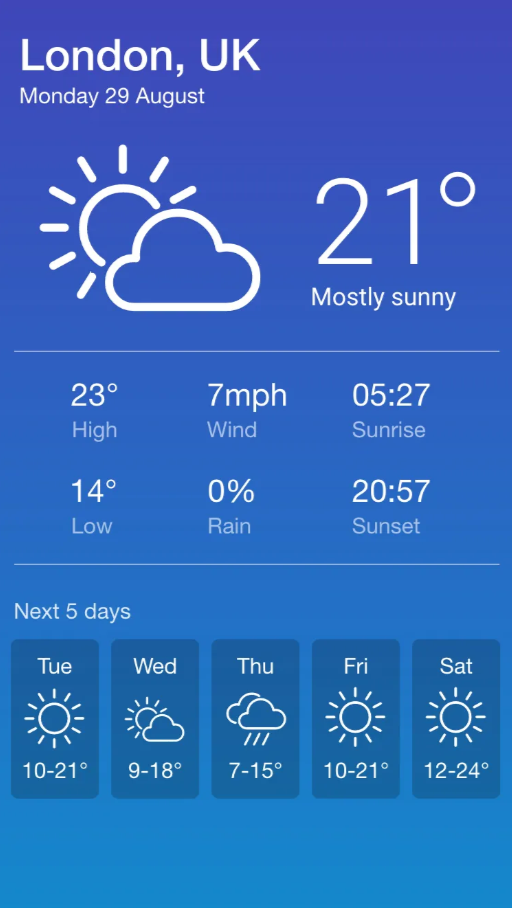 London, UK
Monday 29 August
21°
Mostly sunny
23° 7mph 05:27
High Wind Sunrise
14° 0% 20:57
Low Rain Sunset
Next 5 days
Tue Wed Thu Fri Sat
10-21° 9-18° 7-15° 10-21° 12-24°